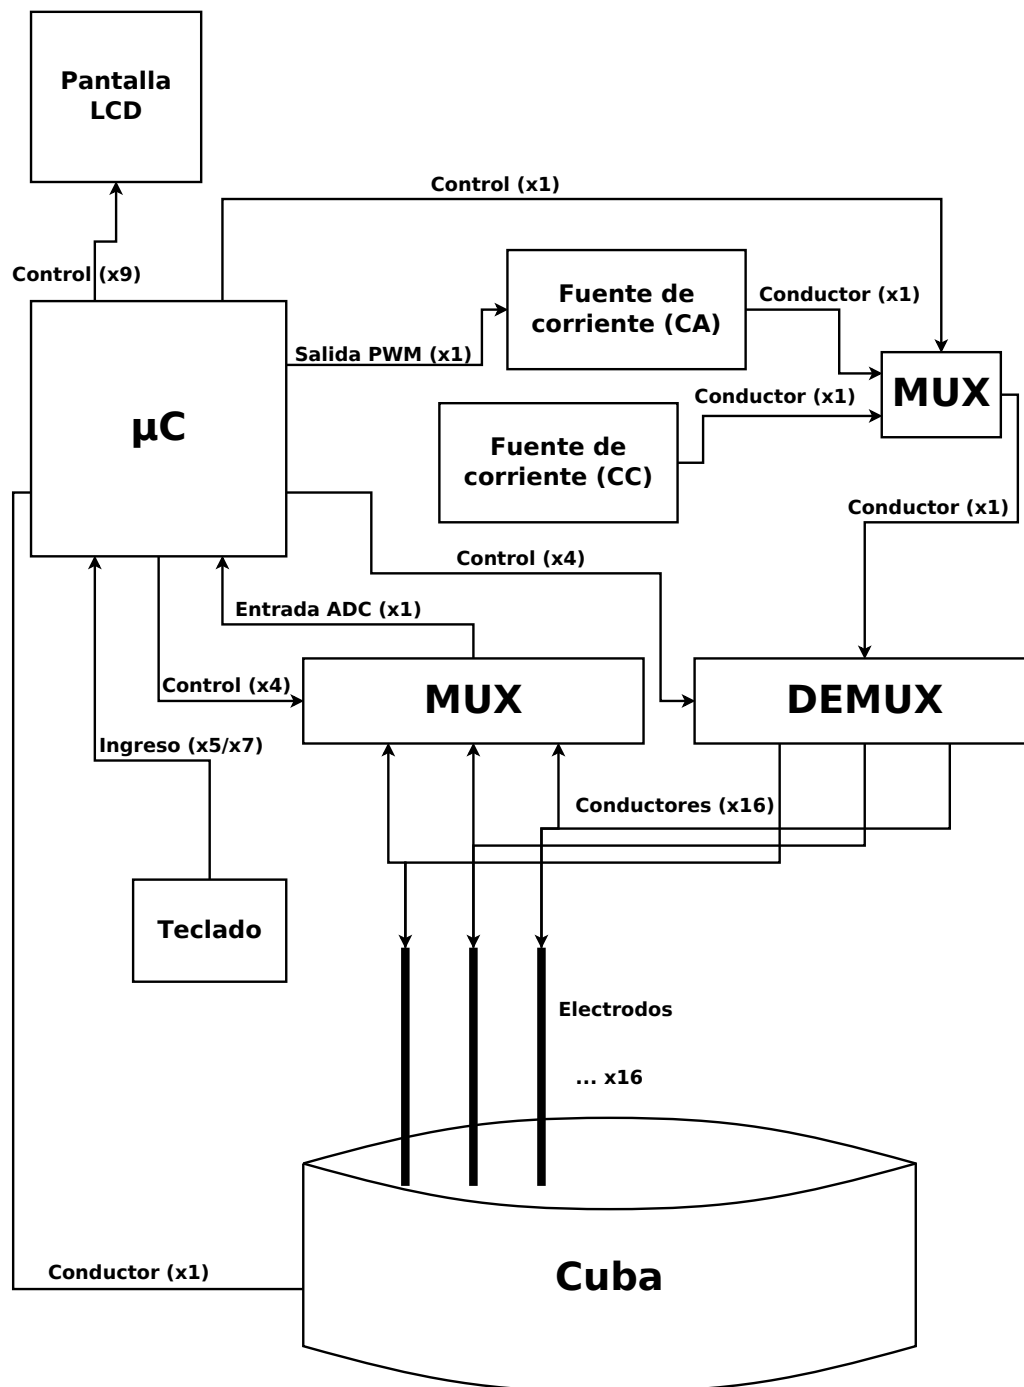 Pantalla
LCD
Control (x1)
Control (x9)
Fuente de
corriente (CA)
Conductor (x1)
Salida PWM (x1)
MUX
Conductor (x1)
µC
Fuente de
corriente (CC)
Conductor (x1)
Control (x4)
Entrada ADC (x1)
Control (x4)
MUX
DEMUX
Ingreso (x5/x7)
Conductores (x16)
Teclado
Electrodos
... x16
Conductor (x1)
Cuba